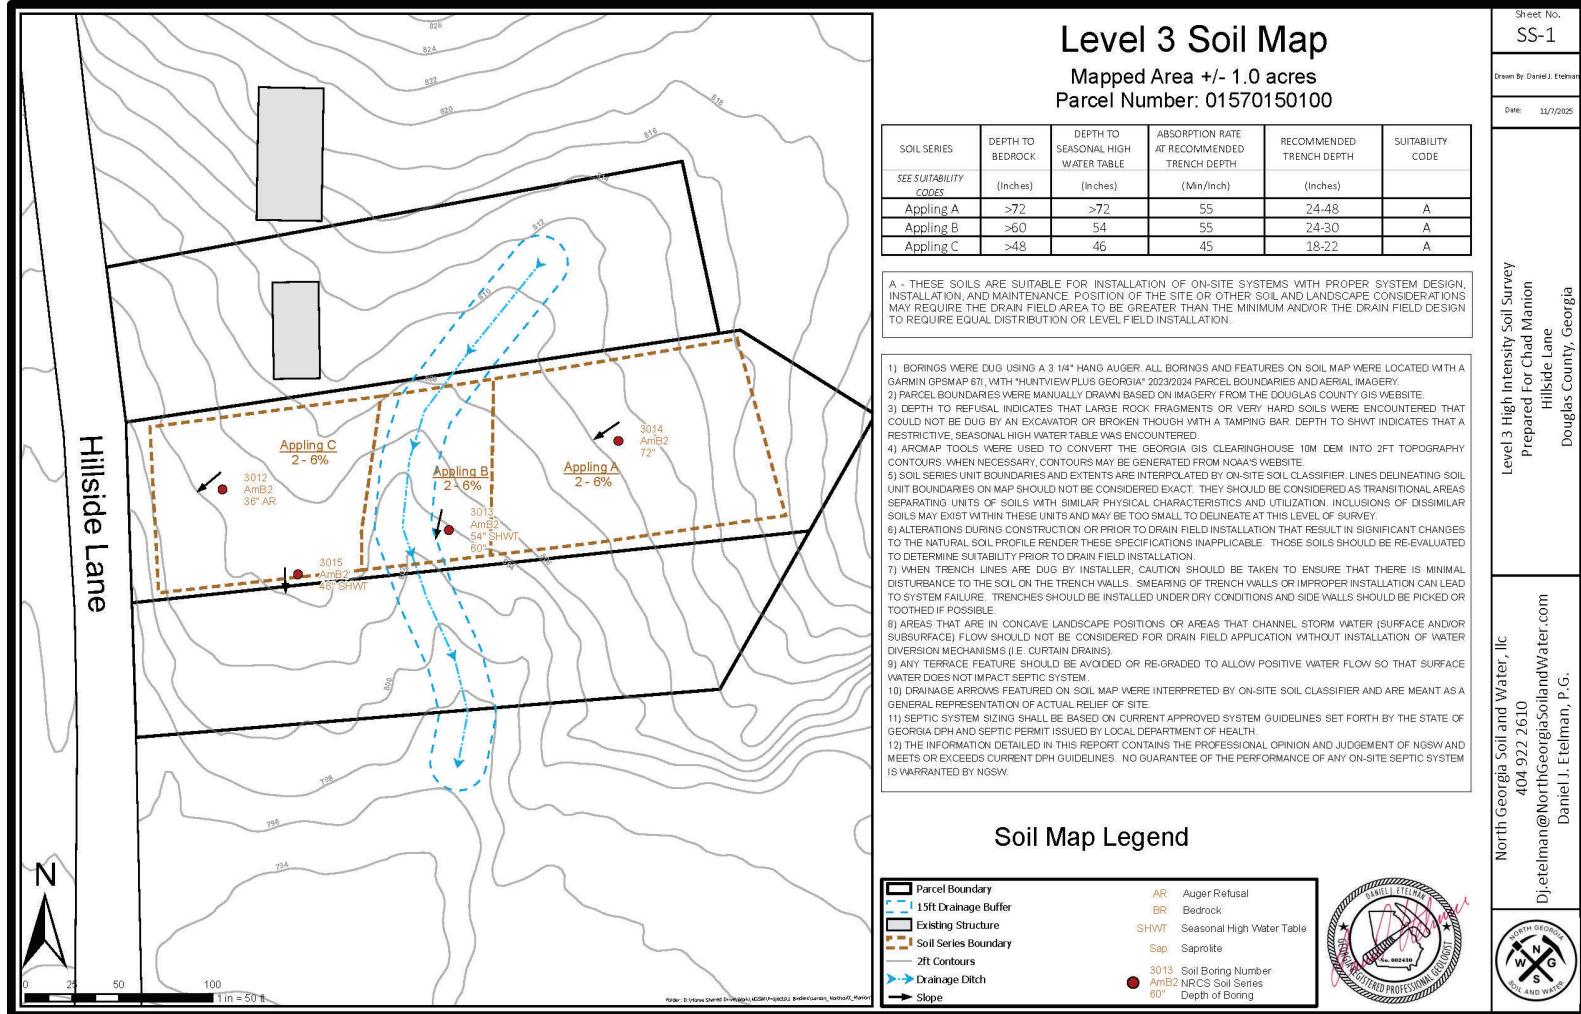 826
824
822
820
818
816
812
810
800
798
796
794
Hillside Lane
Appling C
2 - 6%
Appling B
2 - 6%
Appling A
2 - 6%
3014
AmB2
72"
3012
AmB2
36" AR
3013
AmB2
54" SHWT
60"
3015
AmB2
46" SHWT
N
0 25 50 100
1 in = 50 ft
Level 3 Soil Map
Mapped Area +/- 1.0 acres
Parcel Number: 01570150100
SOIL SERIES DEPTH TO BEDROCK DEPTH TO SEASONAL HIGH WATER TABLE ABSORPTION RATE AT RECOMMENDED TRENCH DEPTH RECOMMENDED TRENCH DEPTH SUITABILITY CODE
SEE SUITABILITY CODES (Inches) (Inches) (Min/Inch) (Inches)
Appling A >72 >72 55 24-48 A
Appling B >60 54 55 24-30 A
Appling C >48 46 45 18-22 A
A - THESE SOILS ARE SUITABLE FOR INSTALLATION OF ON-SITE SYSTEMS WITH PROPER SYSTEM DESIGN,
INSTALLATION, AND MAINTENANCE. POSITION OF THE SITE OR OTHER SOIL AND LANDSCAPE CONSIDERATIONS
MAY REQUIRE THE DRAIN FIELD AREA TO BE GREATER THAN THE MINIMUM AND/OR THE DRAIN FIELD DESIGN
TO REQUIRE EQUAL DISTRIBUTION OR LEVEL FIELD INSTALLATION.
1) BORINGS WERE DUG USING A 3 1/4" HANG AUGER. ALL BORINGS AND FEATURES ON SOIL MAP WERE LOCATED WITH A
GARMIN GPSMAP 67I, WITH "HUNTVIEW PLUS GEORGIA" 2023/2024 PARCEL BOUNDARIES AND AERIAL IMAGERY.
2) PARCEL BOUNDARIES WERE MANUALLY DRAWN BASED ON IMAGERY FROM THE DOUGLAS COUNTY GIS WEBSITE.
3) DEPTH TO REFUSAL INDICATES THAT LARGE ROCK FRAGMENTS OR VERY HARD SOILS WERE ENCOUNTERED THAT
COULD NOT BE DUG BY AN EXCAVATOR OR BROKEN THOUGH WITH A TAMPING BAR. DEPTH TO SHWT INDICATES THAT A
RESTRICTIVE, SEASONAL HIGH WATER TABLE WAS ENCOUNTERED.
4) ARCMAP TOOLS WERE USED TO CONVERT THE GEORGIA GIS CLEARINGHOUSE 10M DEM INTO 2FT TOPOGRAPHY
CONTOURS. WHEN NECESSARY, CONTOURS MAY BE GENERATED FROM NOAA'S WEBSITE.
5) SOIL SERIES UNIT BOUNDARIES AND EXTENTS ARE INTERPOLATED BY ON-SITE SOIL CLASSIFIER. LINES DELINEATING SOIL
UNIT BOUNDARIES ON MAP SHOULD NOT BE CONSIDERED EXACT. THEY SHOULD BE CONSIDERED AS TRANSITIONAL AREAS
SEPARATING UNITS OF SOILS WITH SIMILAR PHYSICAL CHARACTERISTICS AND UTILIZATION. INCLUSIONS OF DISSIMILAR
SOILS MAY EXIST WITHIN THESE UNITS AND MAY BE TOO SMALL TO DELINEATE AT THIS LEVEL OF SURVEY.
6) ALTERATIONS DURING CONSTRUCTION OR PRIOR TO DRAIN FIELD INSTALLATION THAT RESULT IN SIGNIFICANT CHANGES
TO THE NATURAL SOIL PROFILE RENDER THESE SPECIFICATIONS INAPPLICABLE. THOSE SOILS SHOULD BE RE-EVALUATED
TO DETERMINE SUITABILITY PRIOR TO DRAIN FIELD INSTALLATION.
7) WHEN TRENCH LINES ARE DUG BY INSTALLER, CAUTION SHOULD BE TAKEN TO ENSURE THAT THERE IS MINIMAL
DISTURBANCE TO THE SOIL ON THE TRENCH WALLS. SMEARING OF TRENCH WALLS OR IMPROPER INSTALLATION CAN LEAD
TO SYSTEM FAILURE. TRENCHES SHOULD BE INSTALLED UNDER DRY CONDITIONS AND SIDE WALLS SHOULD BE PICKED OR
TOOTHED IF POSSIBLE.
8) AREAS THAT ARE IN CONCAVE LANDSCAPE POSITIONS OR AREAS THAT CHANNEL STORM WATER (SURFACE AND/OR
SUBSURFACE) FLOW SHOULD NOT BE CONSIDERED FOR DRAIN FIELD APPLICATION WITHOUT INSTALLATION OF WATER
DIVERSION MECHANISMS (I.E. CURTAIN DRAINS).
9) ANY TERRACE FEATURE SHOULD BE AVOIDED OR RE-GRADED TO ALLOW POSITIVE WATER FLOW SO THAT SURFACE
WATER DOES NOT IMPACT SEPTIC SYSTEM.
10) DRAINAGE ARROWS FEATURED ON SOIL MAP WERE INTERPRETED BY ON-SITE SOIL CLASSIFIER AND ARE MEANT AS A
GENERAL REPRESENTATION OF ACTUAL RELIEF OF SITE.
11) SEPTIC SYSTEM SIZING SHALL BE BASED ON CURRENT APPROVED SYSTEM GUIDELINES SET FORTH BY THE STATE OF
GEORGIA DPH AND SEPTIC PERMIT ISSUED BY LOCAL DEPARTMENT OF HEALTH.
12) THE INFORMATION DETAILED IN THIS REPORT CONTAINS THE PROFESSIONAL OPINION AND JUDGEMENT OF NGSW AND
MEETS OR EXCEEDS CURRENT DPH GUIDELINES. NO GUARANTEE OF THE PERFORMANCE OF ANY ON-SITE SEPTIC SYSTEM
IS WARRANTED BY NGSW.
Soil Map Legend
Parcel Boundary
15ft Drainage Buffer
Existing Structure
Soil Series Boundary
2ft Contours
Drainage Ditch
Slope
AR Auger Refusal
BR Bedrock
SHWT Seasonal High Water Table
Sap Saprolite
3013 Soil Boring Number
AmB2 NRCS Soil Series
60" Depth of Boring
DANIEL J. ETELMAN
No. 002430
GEORGIA REGISTERED PROFESSIONAL GEOLOGIST
Sheet No.
SS-1
Drawn By: Daniel J. Etelman
Date: 11/7/2025
Level 3 High Intensity Soil Survey
Prepared For Chad Manion
Hillside Lane
Douglas County, Georgia
North Georgia Soil and Water, llc
404 922 2610
Dj.etelman@NorthGeorgiaSoilandWater.com
Daniel J. Etelman, P.G.
NORTH GEORGIA
N
W G
S
SOIL AND WATER